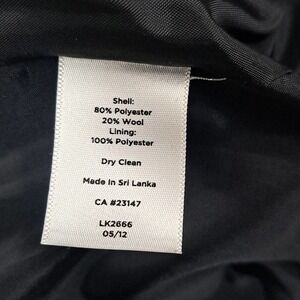 Shell:
80% Polyester
20% Wool
Lining:
100% Polyester
Dry Clean
Made In Sri Lanka
CA #23147
LK2666
05/12